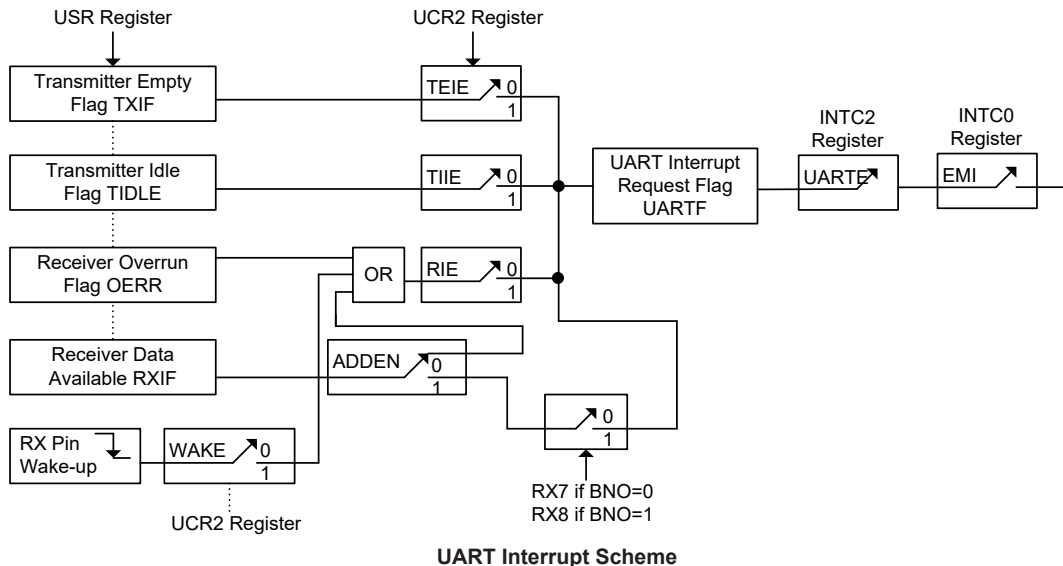 USR Register
UCR2 Register
Transmitter Empty
Flag TXIF
TEIE
0
1
INTC2
Register
INTC0
Register
Transmitter Idle
Flag TIDLE
TIIE
0
1
UART Interrupt
Request Flag
UARTF
UARTE
EMI
Receiver Overrun
Flag OERR
OR
RIE
0
1
Receiver Data
Available RXIF
ADDEN
0
1
0
1
RX Pin
Wake-up
WAKE
0
1
RX7 if BNO=0
RX8 if BNO=1
UCR2 Register
UART Interrupt Scheme